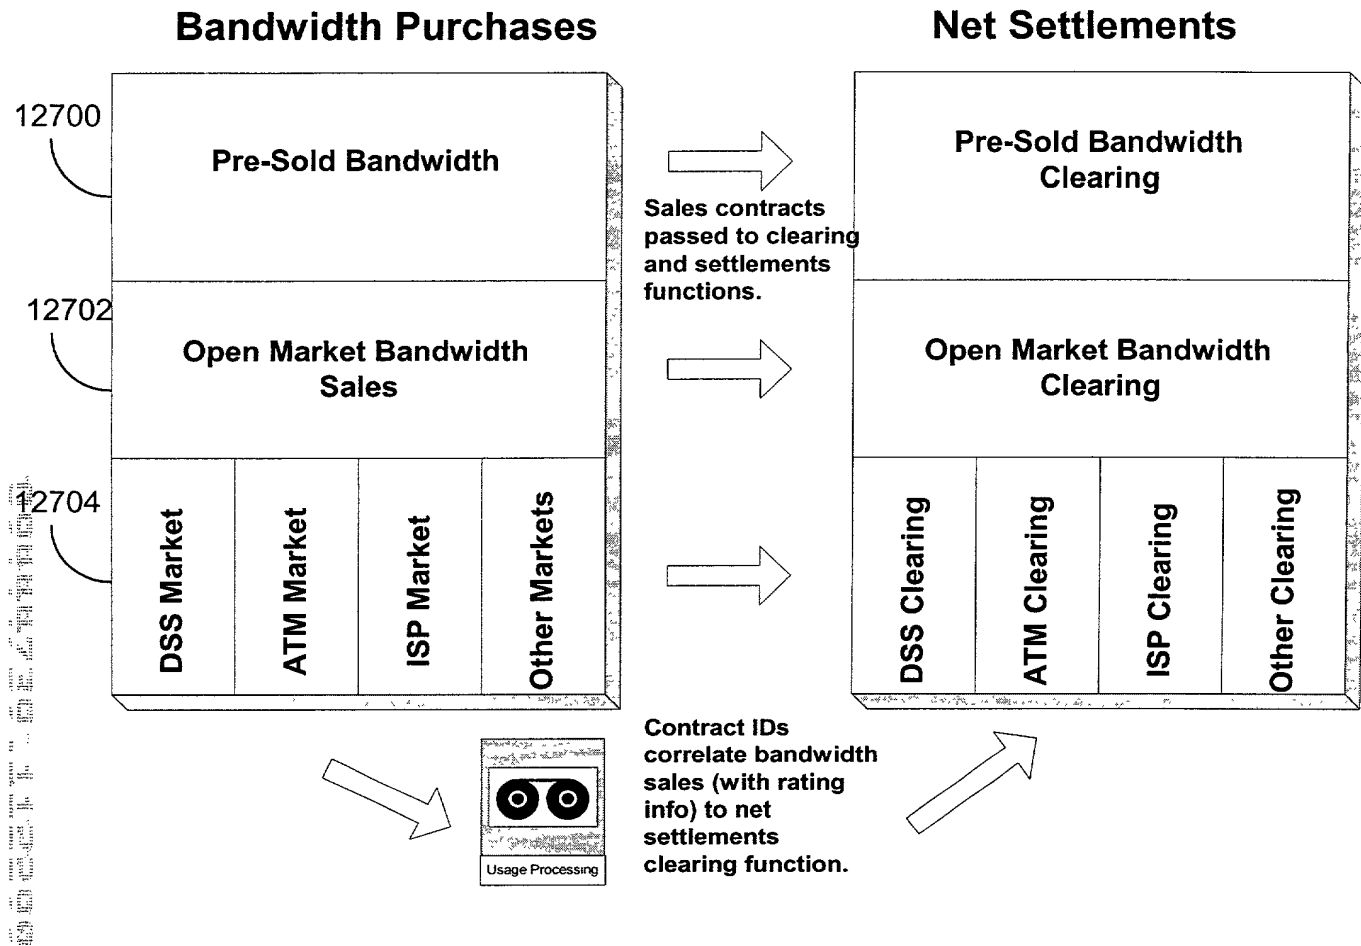 Bandwidth Purchases
Net Settlements
12700
Pre-Sold Bandwidth
Pre-Sold Bandwidth
Clearing
Sales contracts
passed to clearing
and settlements
functions.
12702
Open Market Bandwidth
Sales
Open Market Bandwidth
Clearing
12704
DSS Market
ATM Market
ISP Market
Other Markets
DSS Clearing
ATM Clearing
ISP Clearing
Other Clearing
Contract IDs
correlate bandwidth
sales (with rating
info) to net
settlements
clearing function.
Usage Processing